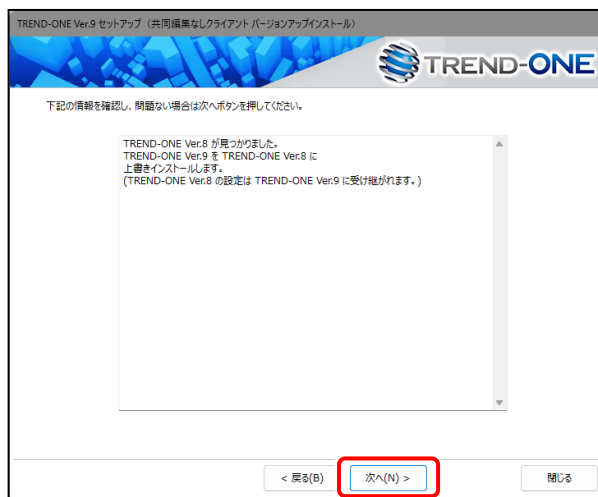 TREND-ONE Ver.9 セットアップ（共同編集なしクライアント バージョンアップインストール）
TREND-ONE
下記の情報を確認し、問題ない場合は次へボタンを押してください。
TREND-ONE Ver.8 が見つかりました。
TREND-ONE Ver.9 を TREND-ONE Ver.8 に
上書きインストールします。
(TREND-ONE Ver.8 の設定は TREND-ONE Ver.9 に受け継がれます。)
< 戻る(B) 次へ(N) > 閉じる